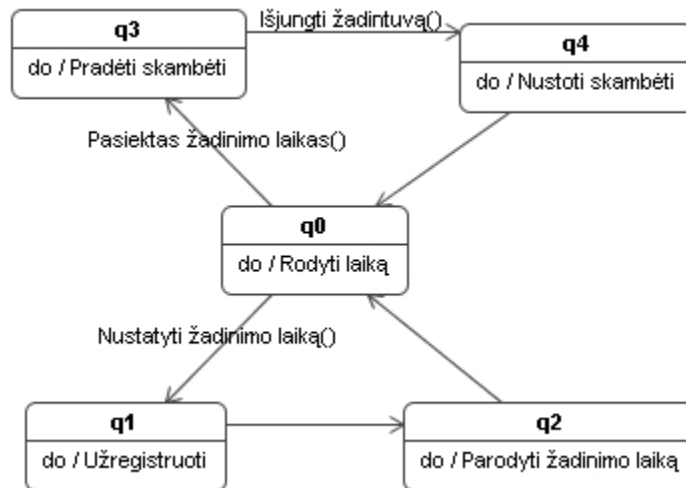 Išjungti žadintuvą()
q3
do / Pradėti skambėti
q4
do / Nustoti skambėti
Pasiektas žadinimo laikas()
q0
do / Rodyti laiką
Nustatyti žadinimo laiką()
q1
do / Užregistruoti
q2
do / Parodyti žadinimo laiką